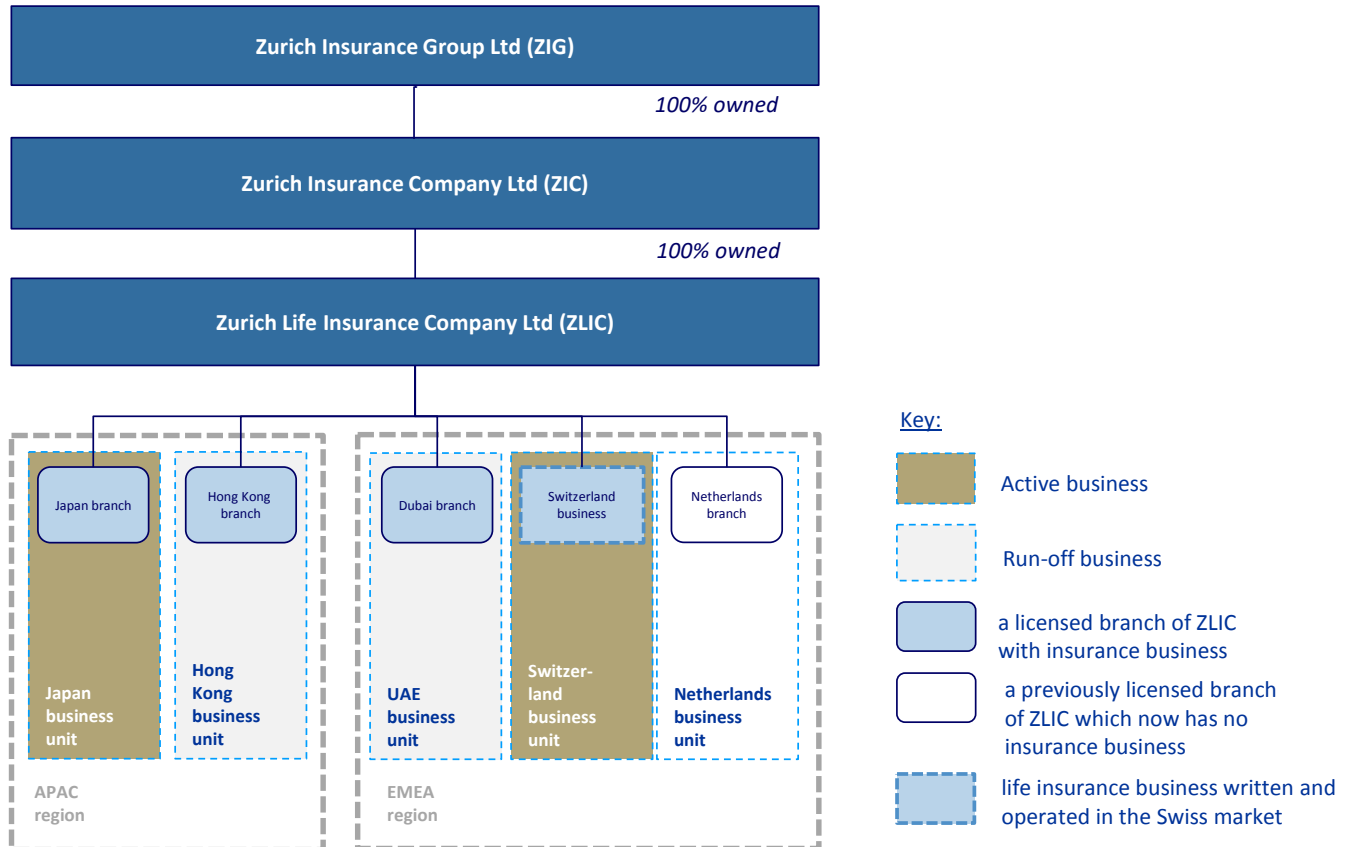 Zurich Insurance Group Ltd (ZIG)
100% owned
Zurich Insurance Company Ltd (ZIC)
100% owned
Zurich Life Insurance Company Ltd (ZLIC)
Japan branch
Hong Kong
branch
Dubai branch
Switzerland
business
Netherlands
branch
Japan
business
unit
Hong
Kong
business
unit
UAE
business
unit
Switzer-
land
business
unit
Netherlands
business
unit
APAC
region
EMEA
region
Key:
Active business
Run-off business
a licensed branch of ZLIC
with insurance business
a previously licensed branch
of ZLIC which now has no
insurance business
life insurance business written and
operated in the Swiss market